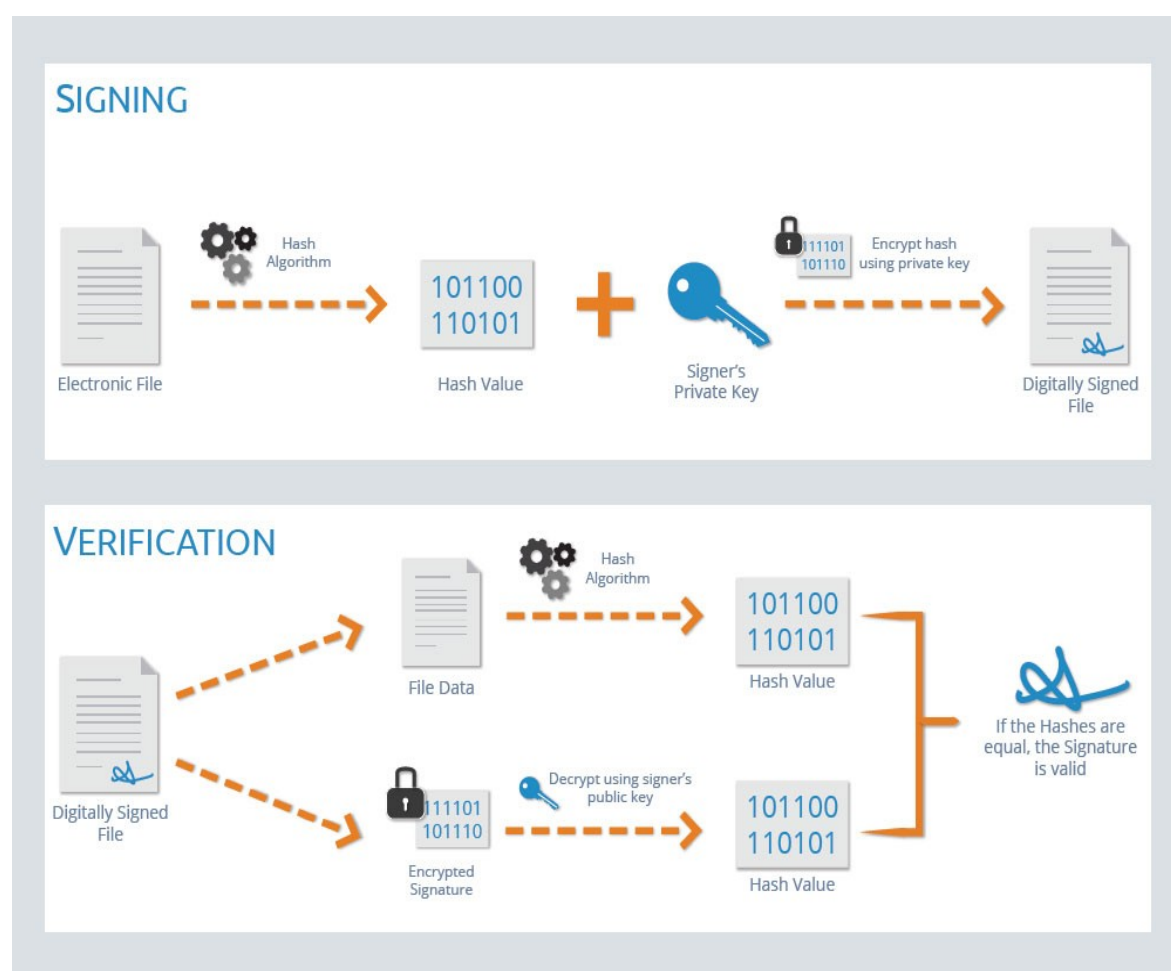 SIGNING
Hash
Algorithm
111101
101110
Encrypt hash
using private key
101100
110101
Electronic File
Hash Value
Signer's
Private Key
Digitally Signed
File
VERIFICATION
Hash
Algorithm
101100
110101
File Data
Hash Value
If the Hashes are
equal, the Signature
is valid
Digitally Signed
File
111101
101110
Decrypt using signer's
public key
101100
110101
Encrypted
Signature
Hash Value